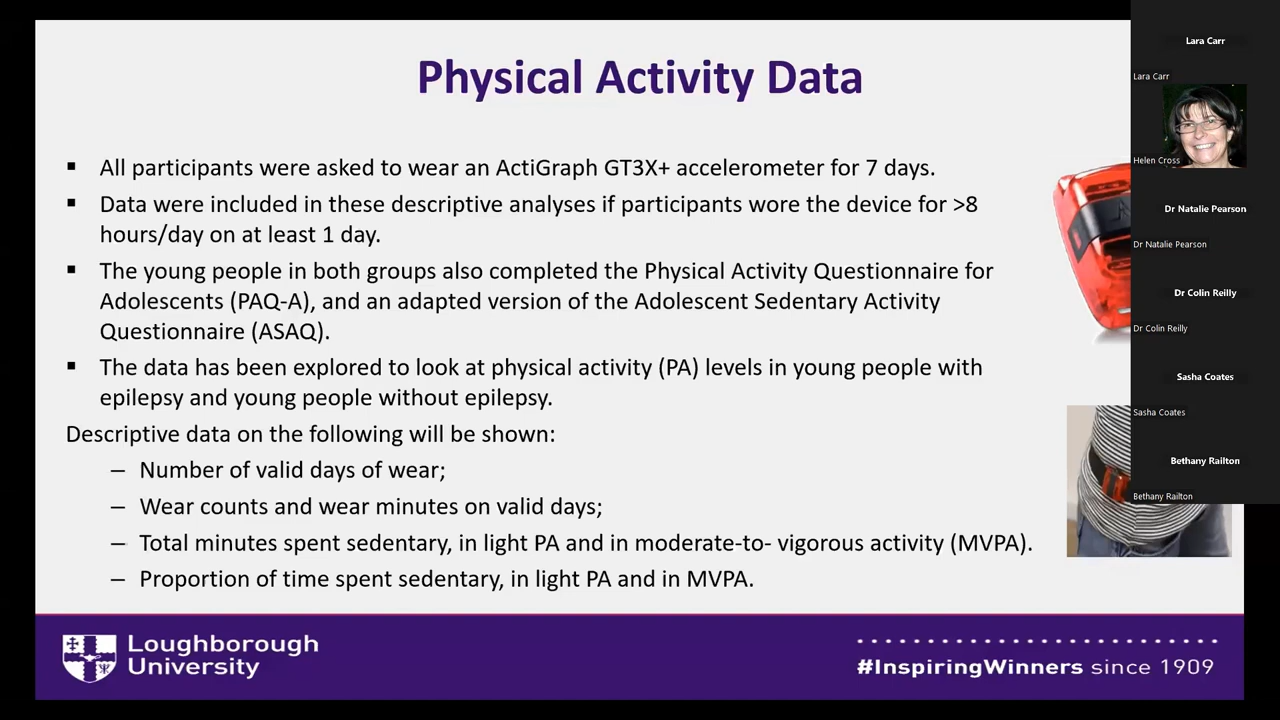 Physical Activity Data
▪ All participants were asked to wear an ActiGraph GT3X+ accelerometer for 7 days.
▪ Data were included in these descriptive analyses if participants wore the device for >8
hours/day on at least 1 day.
▪ The young people in both groups also completed the Physical Activity Questionnaire for
Adolescents (PAQ-A), and an adapted version of the Adolescent Sedentary Activity
Questionnaire (ASAQ).
▪ The data has been explored to look at physical activity (PA) levels in young people with
epilepsy and young people without epilepsy.
Descriptive data on the following will be shown:
– Number of valid days of wear;
– Wear counts and wear minutes on valid days;
– Total minutes spent sedentary, in light PA and in moderate-to- vigorous activity (MVPA).
– Proportion of time spent sedentary, in light PA and in MVPA.
Loughborough
University
#InspiringWinners since 1909
Lara Carr
Lara Carr
Helen Cross
Dr Natalie Pearson
Dr Natalie Pearson
Dr Colin Reilly
Dr Colin Reilly
Sasha Coates
Sasha Coates
Bethany Railton
Bethany Railton